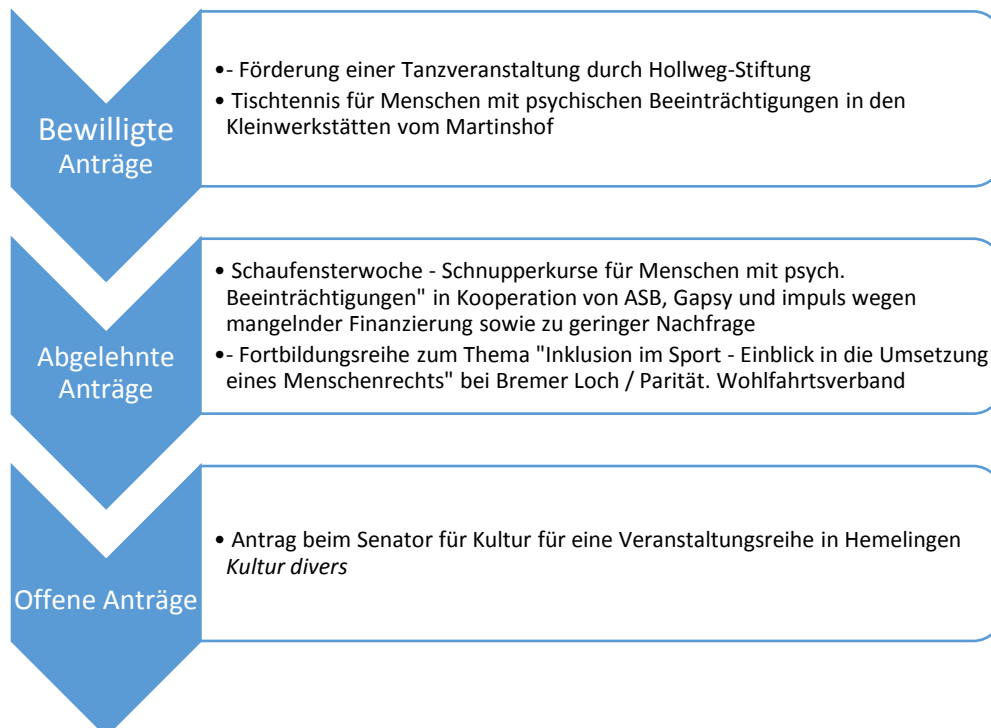 Bewilligte
Anträge
•- Förderung einer Tanzveranstaltung durch Hollweg-Stiftung
• Tischtennis für Menschen mit psychischen Beeinträchtigungen in den
Kleinwerkstätten vom Martinshof
Abgelehnte
Anträge
• Schaufensterwoche - Schnupperkurse für Menschen mit psych.
Beeinträchtigungen" in Kooperation von ASB, Gapsy und impuls wegen
mangelnder Finanzierung sowie zu geringer Nachfrage
•- Fortbildungsreihe zum Thema "Inklusion im Sport - Einblick in die Umsetzung
eines Menschenrechts" bei Bremer Loch / Parität. Wohlfahrtsverband
Offene Anträge
• Antrag beim Senator für Kultur für eine Veranstaltungsreihe in Hemelingen
Kultur divers